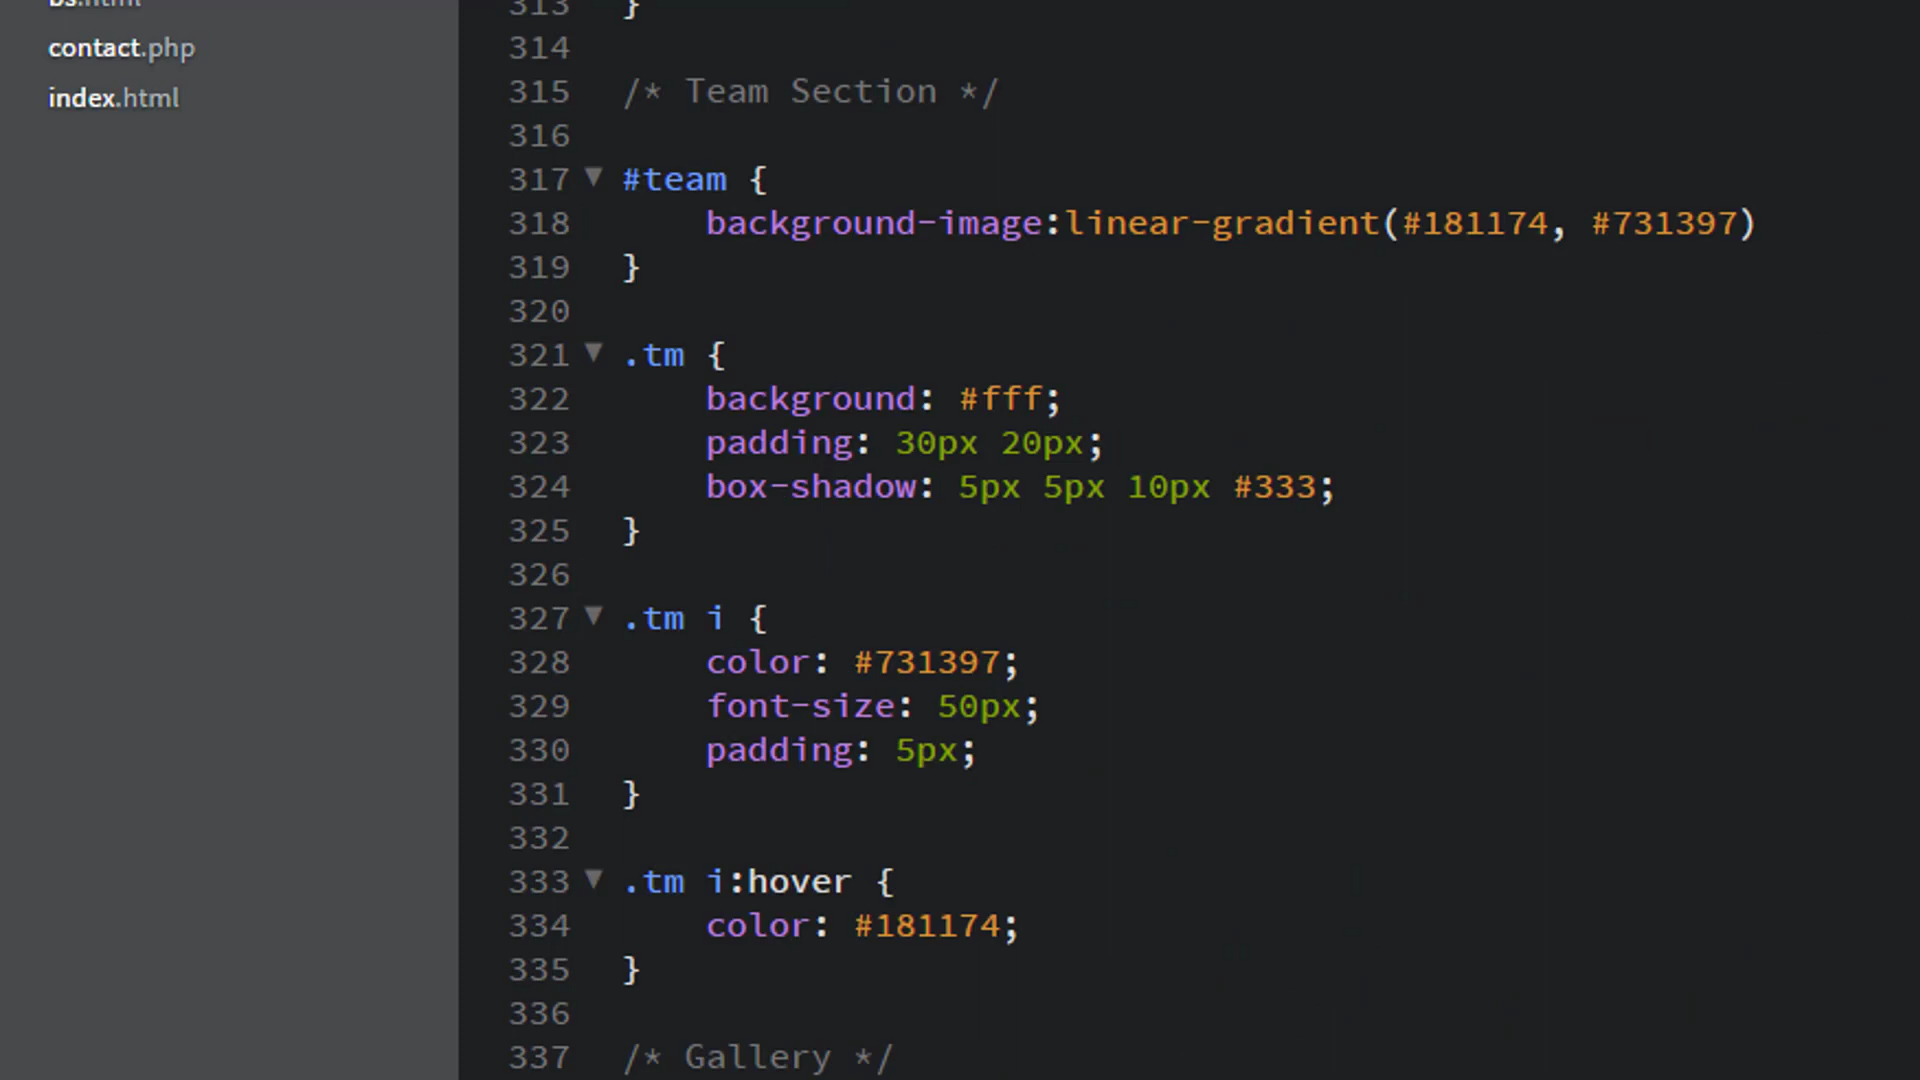 bs.html
contact.php
index.html
313 }
314
315 /* Team Section */
316
317 ▼ #team {
318 background-image:linear-gradient(#181174, #731397)
319 }
320
321 ▼ .tm {
322 background: #fff;
323 padding: 30px 20px;
324 box-shadow: 5px 5px 10px #333;
325 }
326
327 ▼ .tm i {
328 color: #731397;
329 font-size: 50px;
330 padding: 5px;
331 }
332
333 ▼ .tm i:hover {
334 color: #181174;
335 }
336
337 /* Gallery */